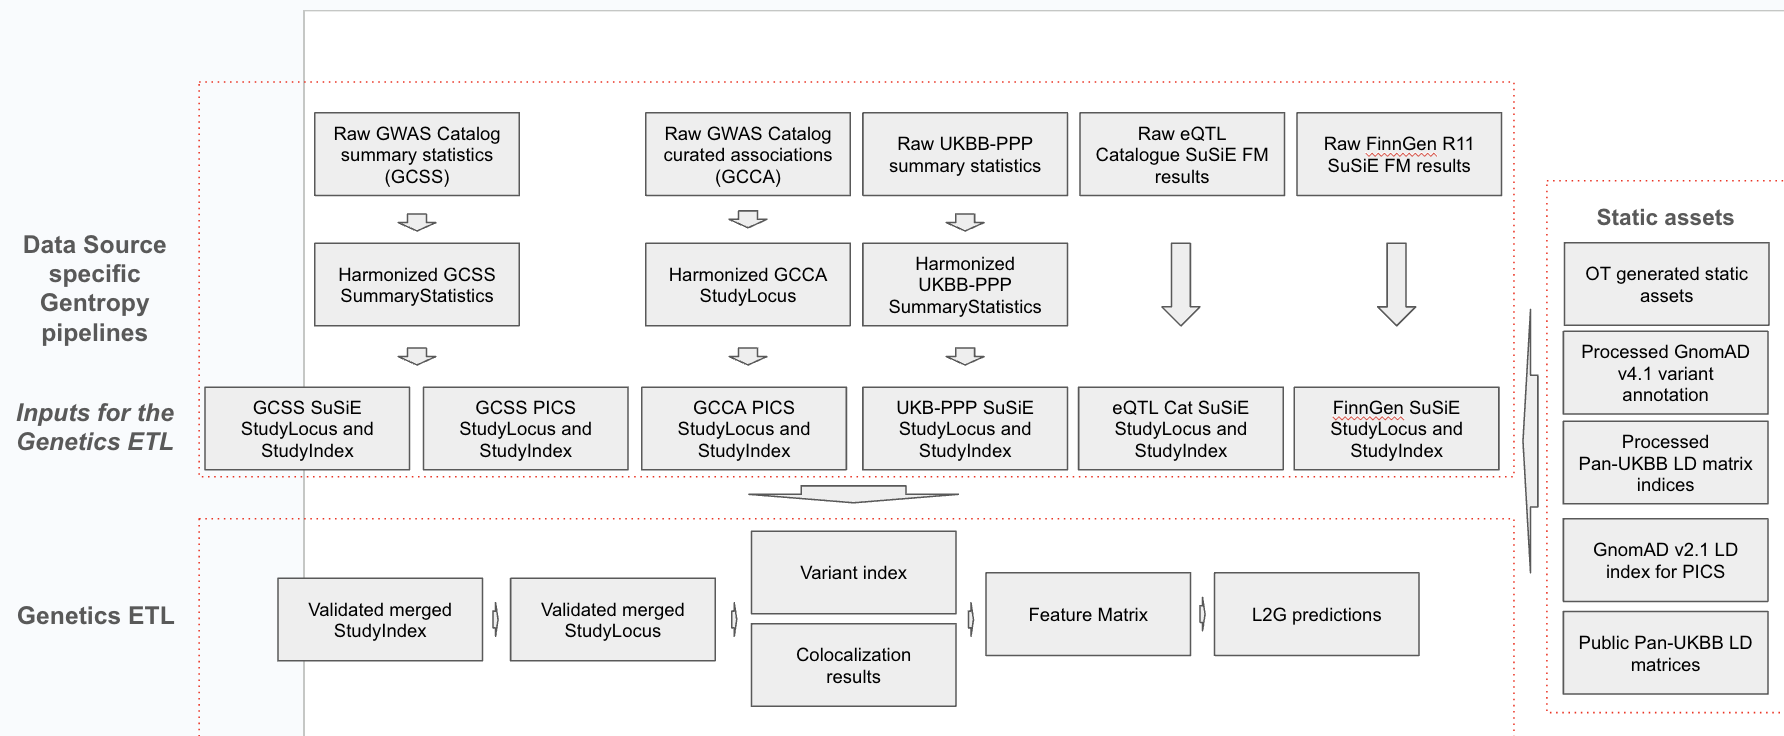 Raw GWAS Catalog
summary statistics
(GCSS)
Raw GWAS Catalog
curated associations
(GCCA)
Raw UKBB-PPP
summary statistics
Raw eQTL
Catalogue SuSiE FM
results
Raw FinnGen R11
SuSiE FM results
Data Source
specific
Gentropy
pipelines
Harmonized GCSS
SummaryStatistics
Harmonized GCCA
StudyLocus
Harmonized
UKBB-PPP
SummaryStatistics
Inputs for the
Genetics ETL
GCSS SuSiE
StudyLocus and
StudyIndex
GCSS PICS
StudyLocus and
StudyIndex
GCCA PICS
StudyLocus and
StudyIndex
UKB-PPP SuSiE
StudyLocus and
StudyIndex
eQTL Cat SuSiE
StudyLocus and
StudyIndex
FinnGen SuSiE
StudyLocus and
StudyIndex
Genetics ETL
Validated merged
StudyIndex
Validated merged
StudyLocus
Variant index
Colocalization
results
Feature Matrix
L2G predictions
Static assets
OT generated static
assets
Processed GnomAD
v4.1 variant
annotation
Processed
Pan-UKBB LD matrix
indices
GnomAD v2.1 LD
index for PICS
Public Pan-UKBB LD
matrices